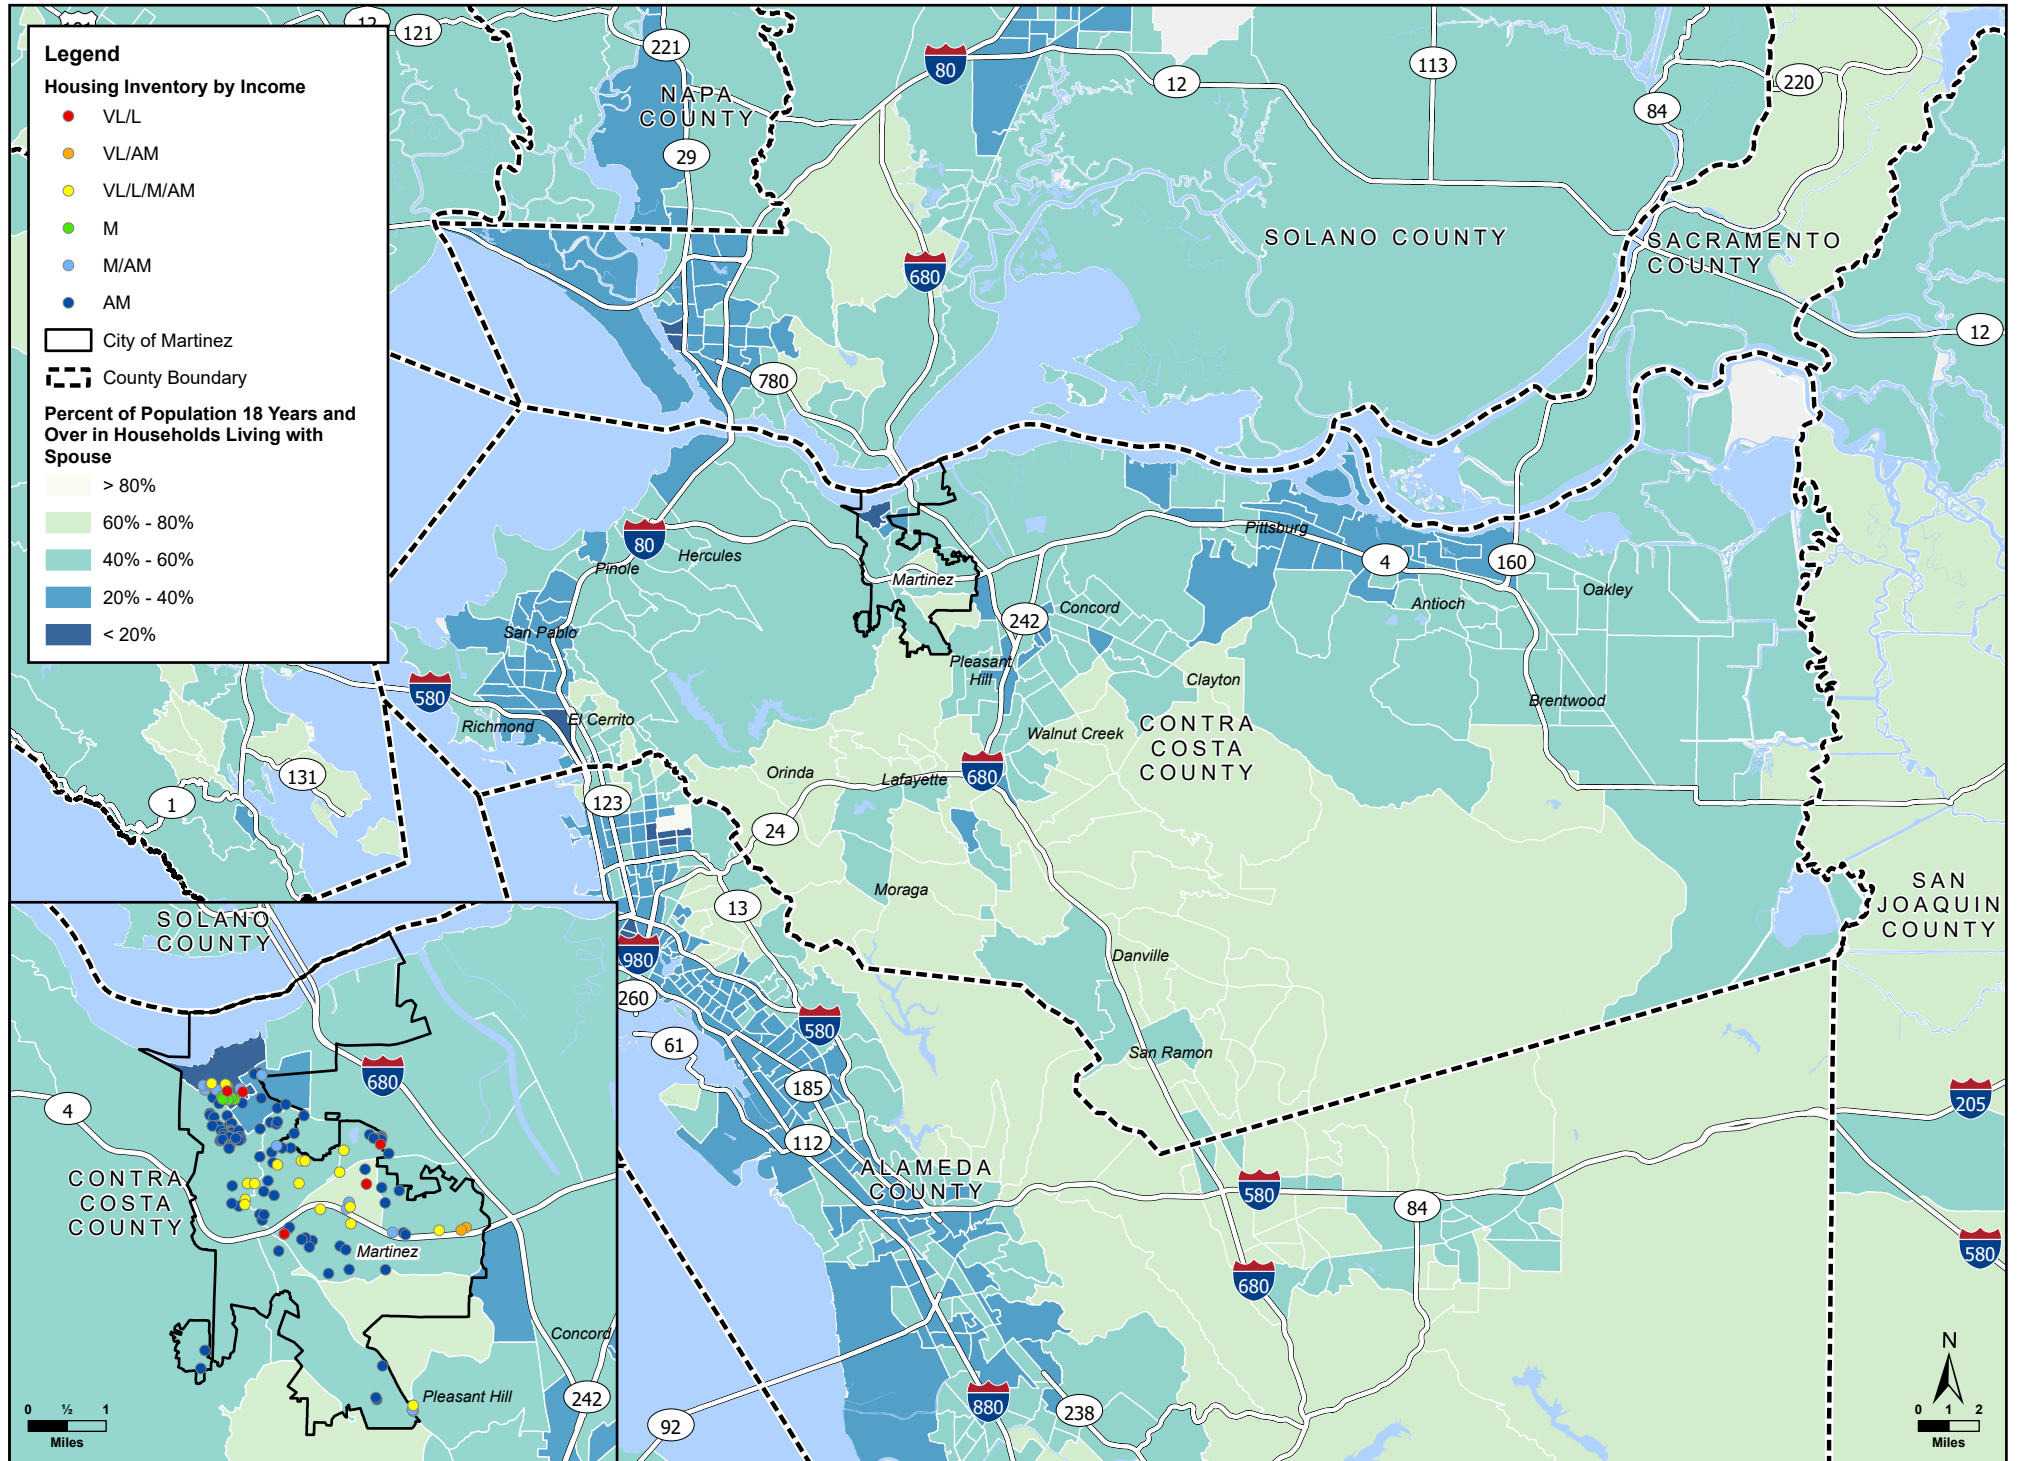 Legend
Housing Inventory by Income
VL/L
VL/AM
VL/L/M/AM
M
M/AM
AM
City of Martinez
County Boundary
Percent of Population 18 Years and
Over in Households Living with
Spouse
> 80%
60% - 80%
40% - 60%
20% - 40%
< 20%
12
121
221
80
12
113
84
220
NAPA
COUNTY
29
SOLANO COUNTY
SACRAMENTO
COUNTY
680
12
780
80
Hercules
Pinole
Martinez
Pittsburg
4
160
Oakley
Antioch
Concord
242
San Pablo
Pleasant
Hill
Clayton
Brentwood
580
Richmond
El Cerrito
Walnut Creek
CONTRA
COSTA
COUNTY
Orinda
Lafayette
680
131
1
123
24
Moraga
13
SAN
JOAQUIN
COUNTY
980
Danville
260
580
61
San Ramon
185
205
112
ALAMEDA
COUNTY
580
84
580
680
880
238
92
N
0 1 2
Miles
SOLANO
COUNTY
680
4
CONTRA
COSTA
COUNTY
Martinez
Concord
Pleasant Hill
242
0 ½ 1
Miles